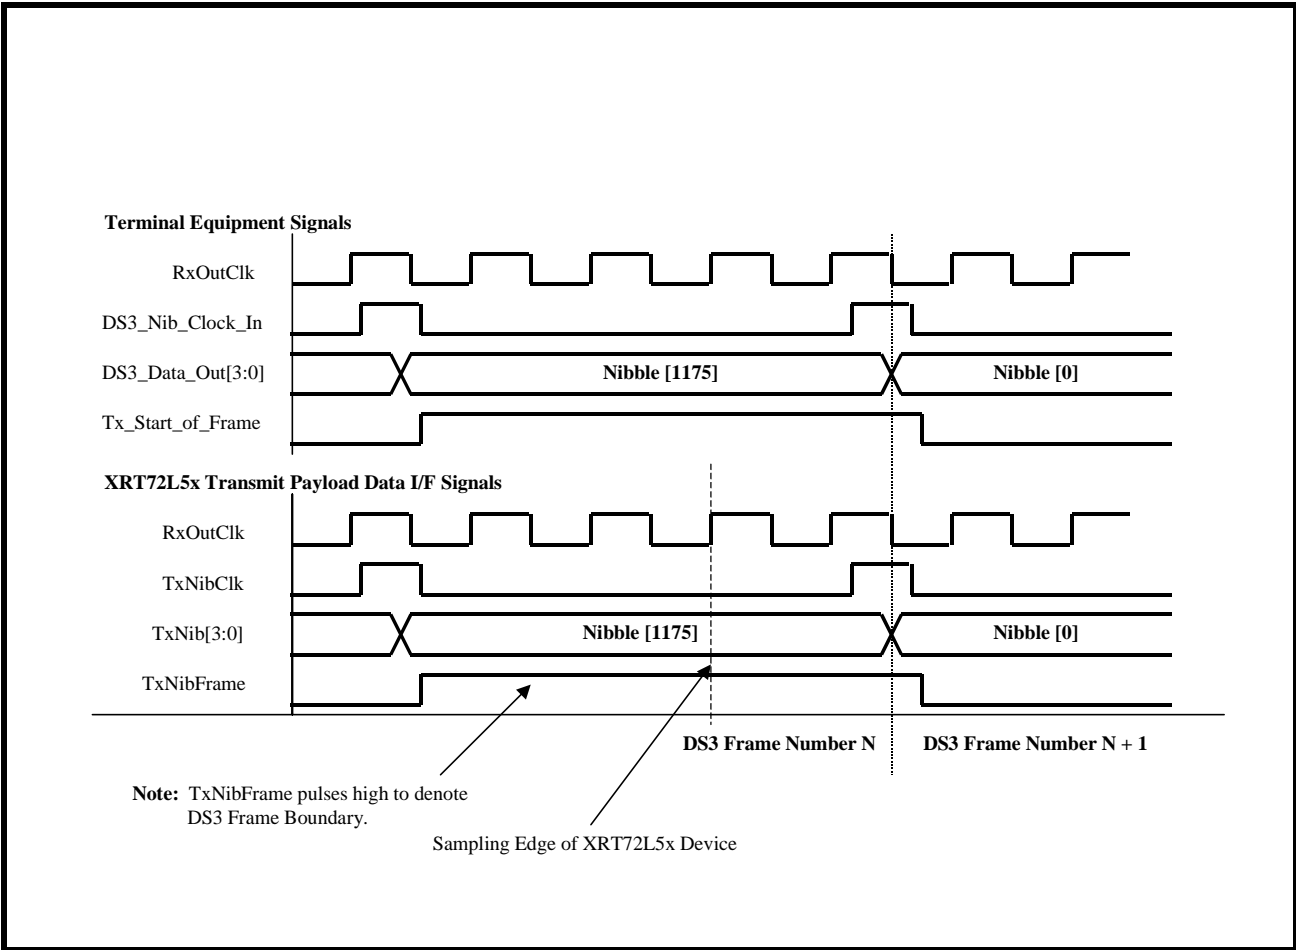 Terminal Equipment Signals
RxOutClk
DS3_Nib_Clock_In
DS3_Data_Out[3:0]
Nibble [1175]
Nibble [0]
Tx_Start_of_Frame
XRT72L5x Transmit Payload Data I/F Signals
RxOutClk
TxNibClk
TxNib[3:0]
Nibble [1175]
Nibble [0]
TxNibFrame
DS3 Frame Number N
DS3 Frame Number N + 1
Note: TxNibFrame pulses high to denote
DS3 Frame Boundary.
Sampling Edge of XRT72L5x Device